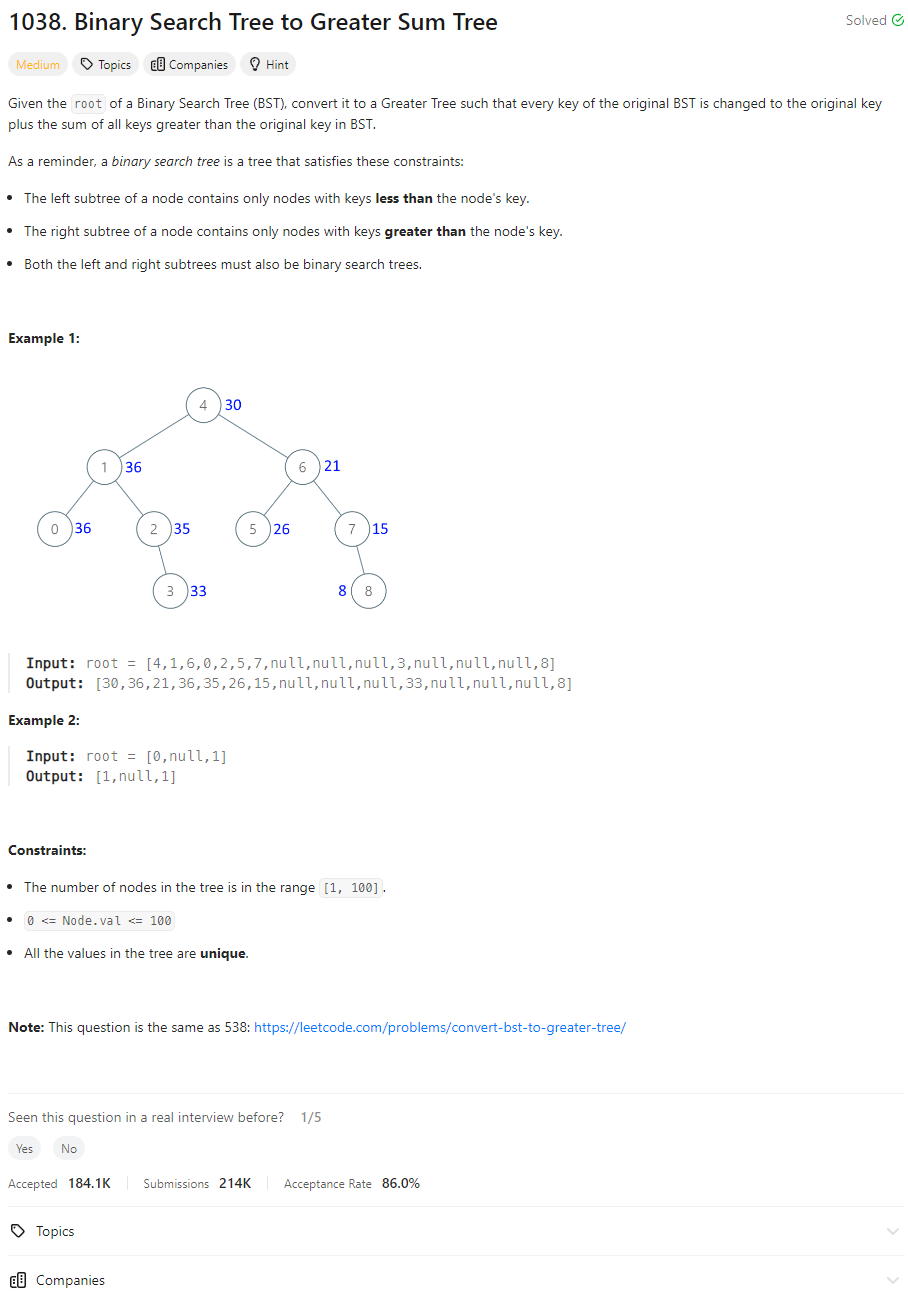 1038. Binary Search Tree to Greater Sum Tree
Solved
Medium Topics Companies Hint
Given the root of a Binary Search Tree (BST), convert it to a Greater Tree such that every key of the original BST is changed to the original key
plus the sum of all keys greater than the original key in BST.
As a reminder, a binary search tree is a tree that satisfies these constraints:
• The left subtree of a node contains only nodes with keys less than the node's key.
• The right subtree of a node contains only nodes with keys greater than the node's key.
• Both the left and right subtrees must also be binary search trees.
Example 1:
4 30
1 36 6 21
0 36 2 35 5 26 7 15
3 33 8 8
Input: root = [4,1,6,0,2,5,7,null,null,null,3,null,null,null,8]
Output: [30,36,21,36,35,26,15,null,null,null,33,null,null,null,8]
Example 2:
Input: root = [0,null,1]
Output: [1,null,1]
Constraints:
• The number of nodes in the tree is in the range [1, 100].
• 0 <= Node.val <= 100
• All the values in the tree are unique.
Note: This question is the same as 538: https://leetcode.com/problems/convert-bst-to-greater-tree/
Seen this question in a real interview before? 1/5
Yes No
Accepted 184.1K Submissions 214K Acceptance Rate 86.0%
Topics
Companies